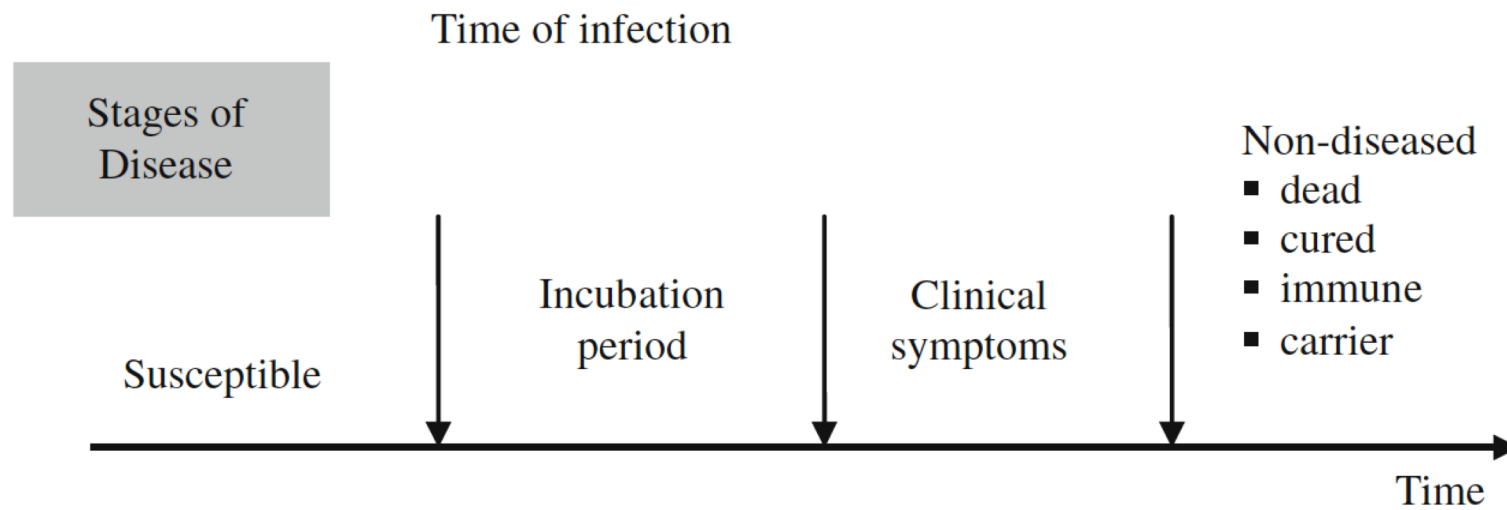 Time of infection
Stages of
Disease
Non-diseased
▪ dead
▪ cured
▪ immune
▪ carrier
Incubation
period
Clinical
symptoms
Susceptible
Time